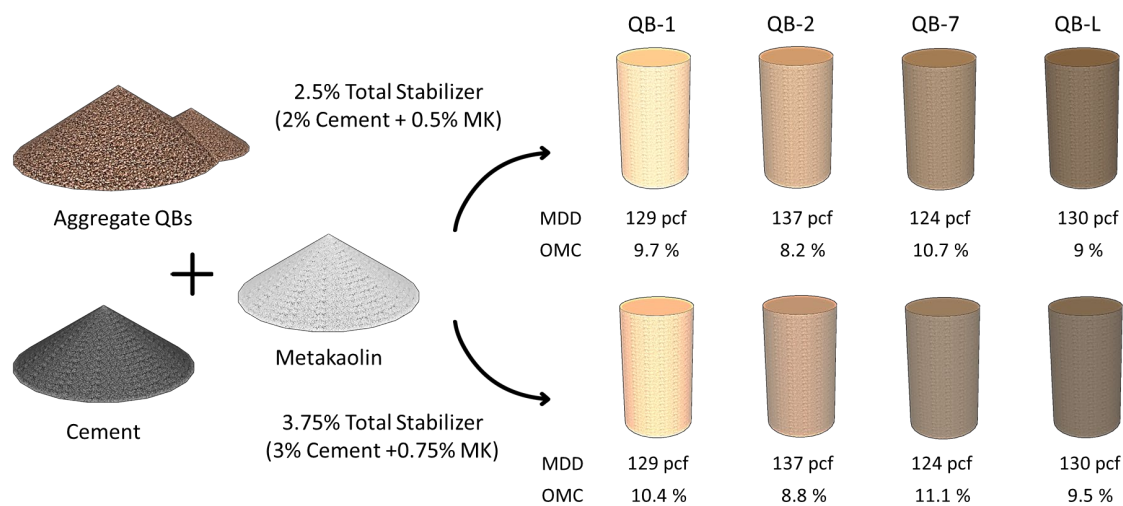 QB-1 QB-2 QB-7 QB-L
2.5% Total Stabilizer
(2% Cement + 0.5% MK)
Aggregate QBs
MDD 129 pcf 137 pcf 124 pcf 130 pcf
OMC 9.7 % 8.2 % 10.7 % 9 %
+
Metakaolin
Cement
3.75% Total Stabilizer
(3% Cement +0.75% MK)
MDD 129 pcf 137 pcf 124 pcf 130 pcf
OMC 10.4 % 8.8 % 11.1 % 9.5 %